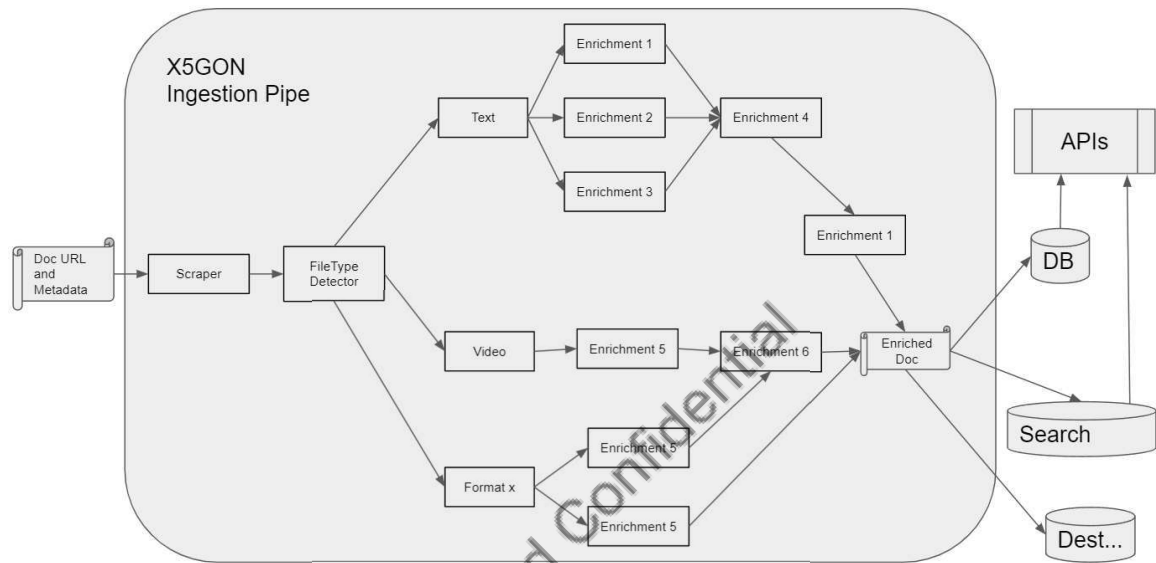 X5GON
Ingestion Pipe
Enrichment 1
Text
Enrichment 2
Enrichment 4
Enrichment 3
APIs
Enrichment 1
Doc URL
and
Metadata
Scraper
FileType
Detector
DB
Video
Enrichment 5
Enrichment 6
Enriched
Doc
Search
Enrichment 5
Format x
Enrichment 5
Dest...
Confidential